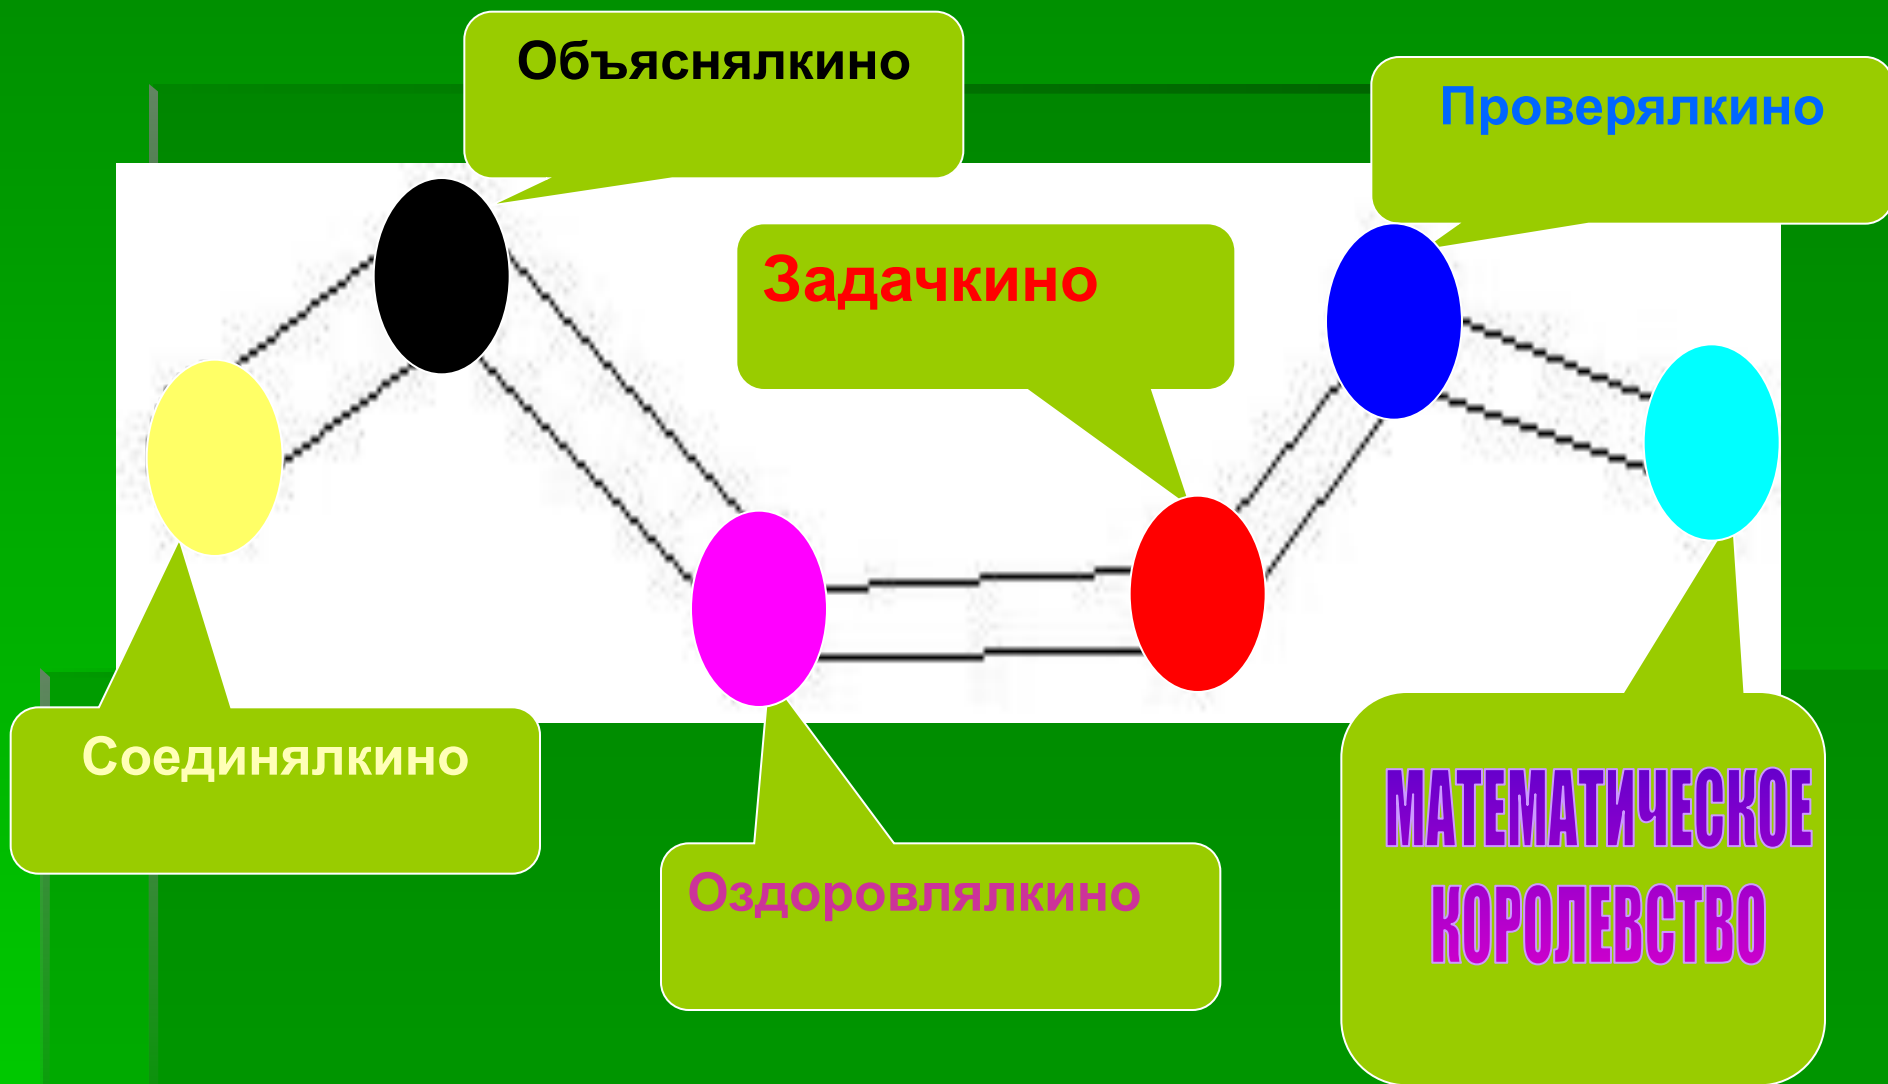 Объяснялкино
Проверялкино
Задачкино
Соединялкино
Оздоровлялкино
МАТЕМАТИЧЕСКОЕ
КОРОЛЕВСТВО